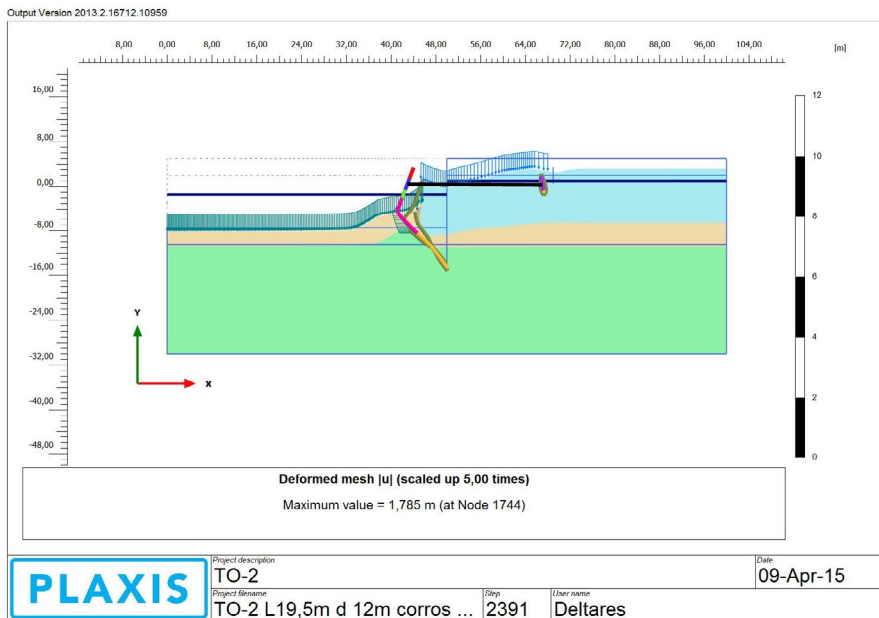 Output Version 2013.2.16712.10959
-8,00 0,00 8,00 16,00 24,00 32,00 40,00 48,00 56,00 64,00 72,00 80,00 88,00 96,00 104,00
[m]
16,00
8,00
0,00
-8,00
-16,00
-24,00
-32,00
-40,00
-48,00
12
10
8
6
4
2
0
Y
x
Deformed mesh |u| (scaled up 5,00 times)
Maximum value = 1,785 m (at Node 1744)
PLAXIS
Project description
TO-2
Date
09-Apr-15
Project filename
TO-2 L19,5m d 12m corros ...
Step
2391
User name
Deltares